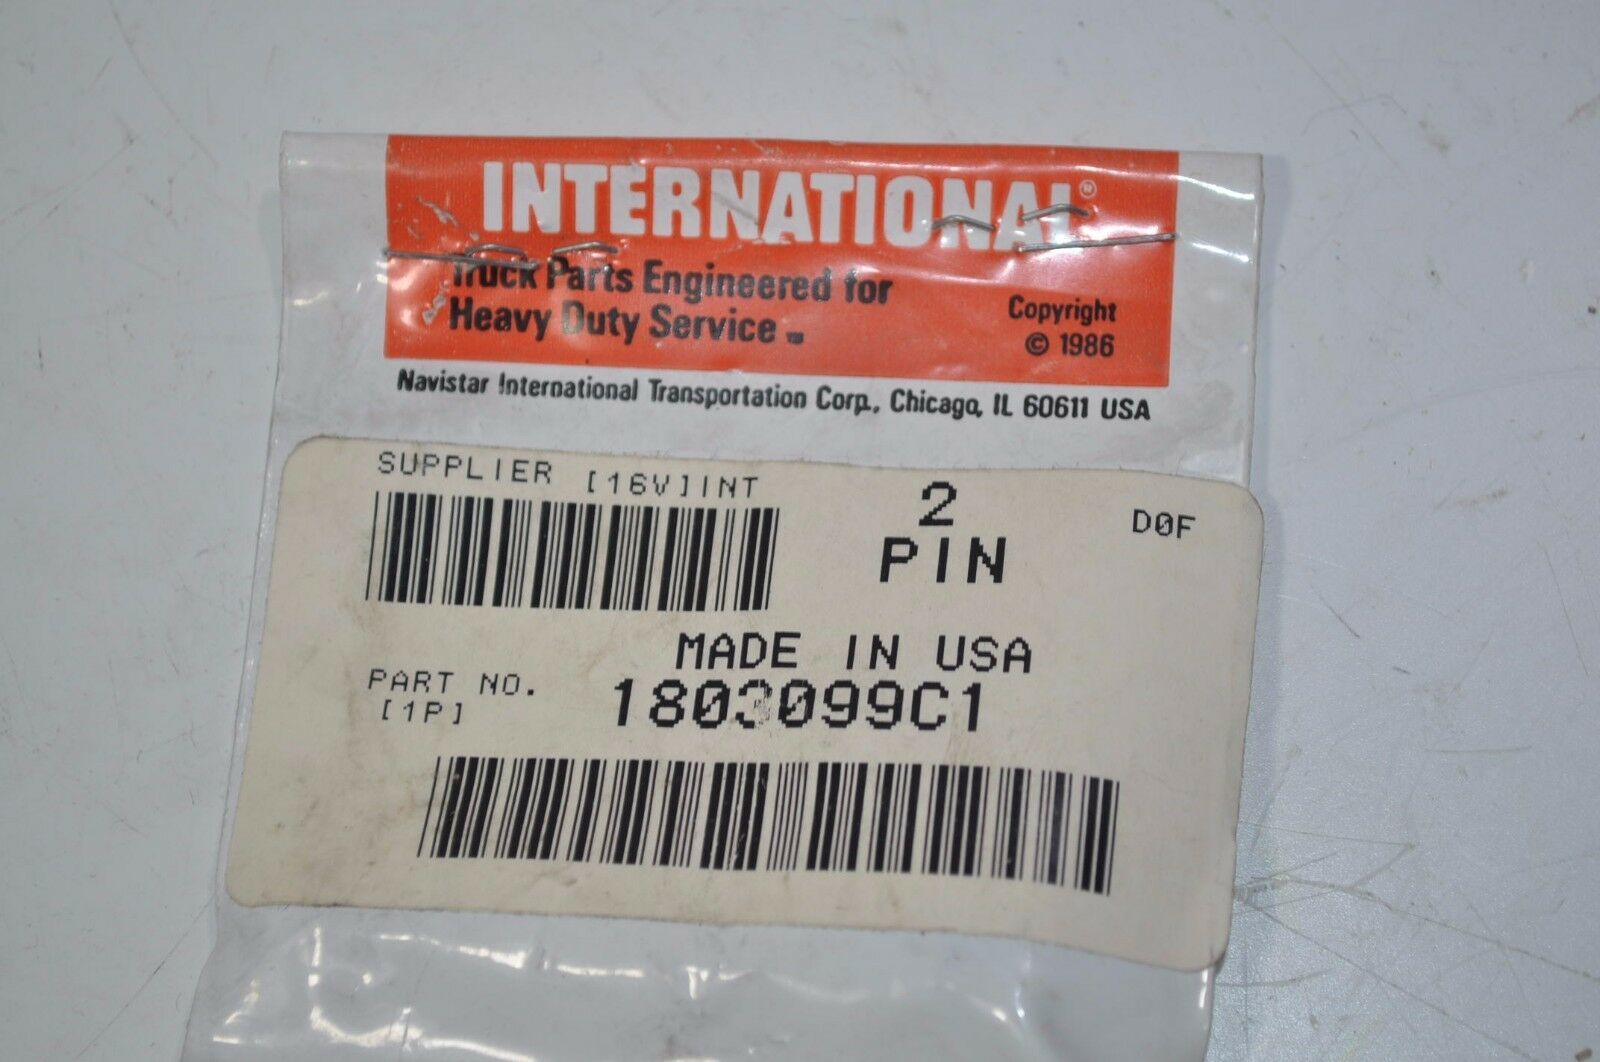 INTERNATIONAL®
Truck Parts Engineered for
Heavy Duty Service ™
Copyright
© 1986
Navistar International Transportation Corp., Chicago, IL 60611 USA
SUPPLIER [16V]INT
2
PIN
D0F
MADE IN USA
PART NO.
[1P]
1803099C1